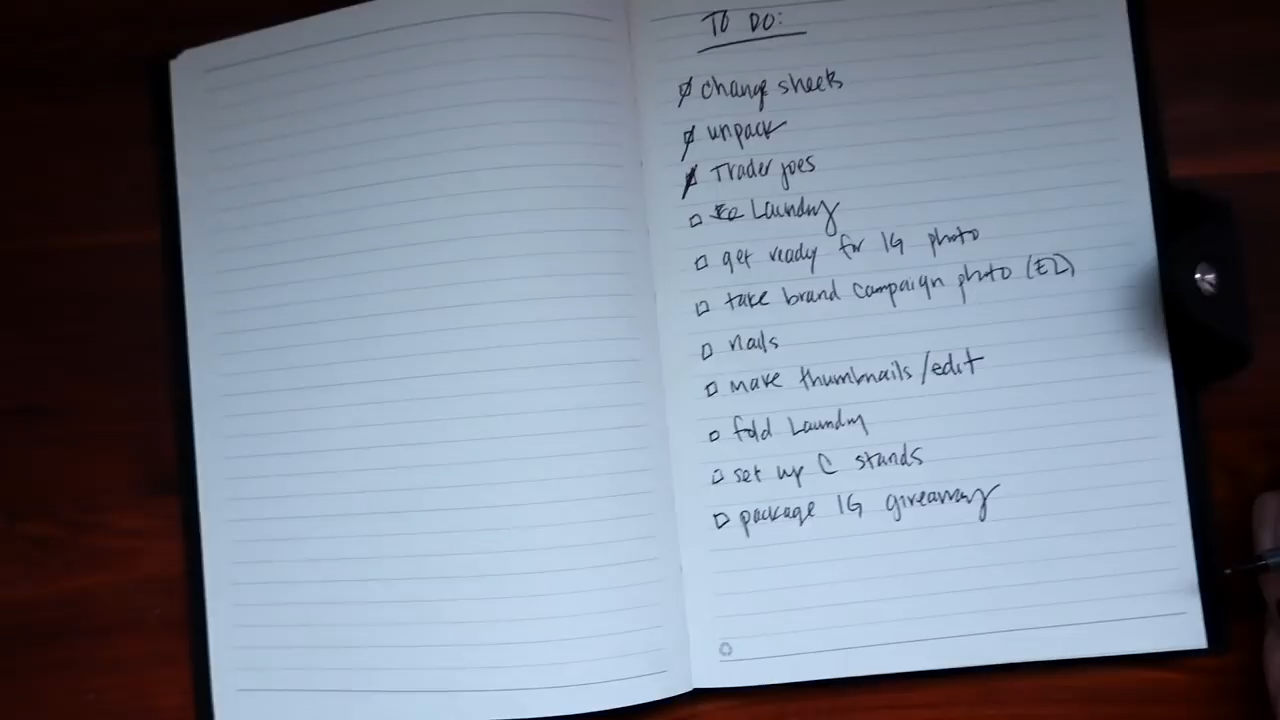 TO DO:
change sheets
unpack
Trader joes
Laundry
get ready for IG photo
take brand campaign photo (EL)
nails
make thumbnails/edit
fold Laundry
set up C stands
package IG giveaway